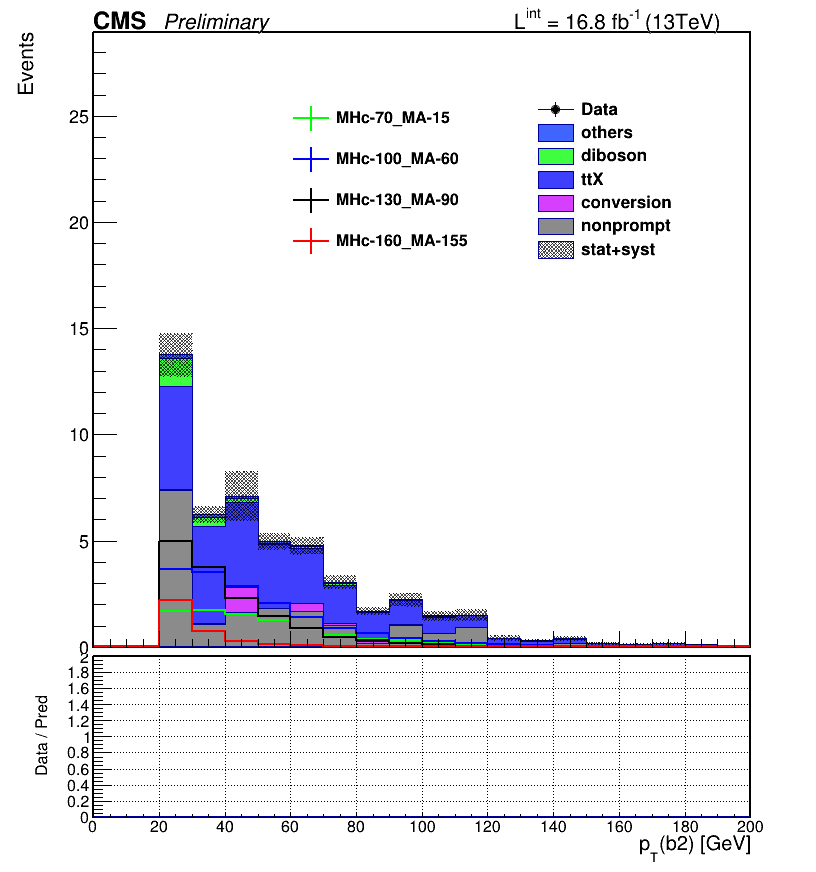 CMS Preliminary L^int = 16.8 fb^-1 (13TeV)
Events
25
20
15
10
5
0
MHc-70_MA-15
MHc-100_MA-60
MHc-130_MA-90
MHc-160_MA-155
Data
others
diboson
ttX
conversion
nonprompt
stat+syst
Data / Pred
2
1.8
1.6
1.4
1.2
1
0.8
0.6
0.4
0.2
0
0 20 40 60 80 100 120 140 160 180 200
p_T(b2) [GeV]